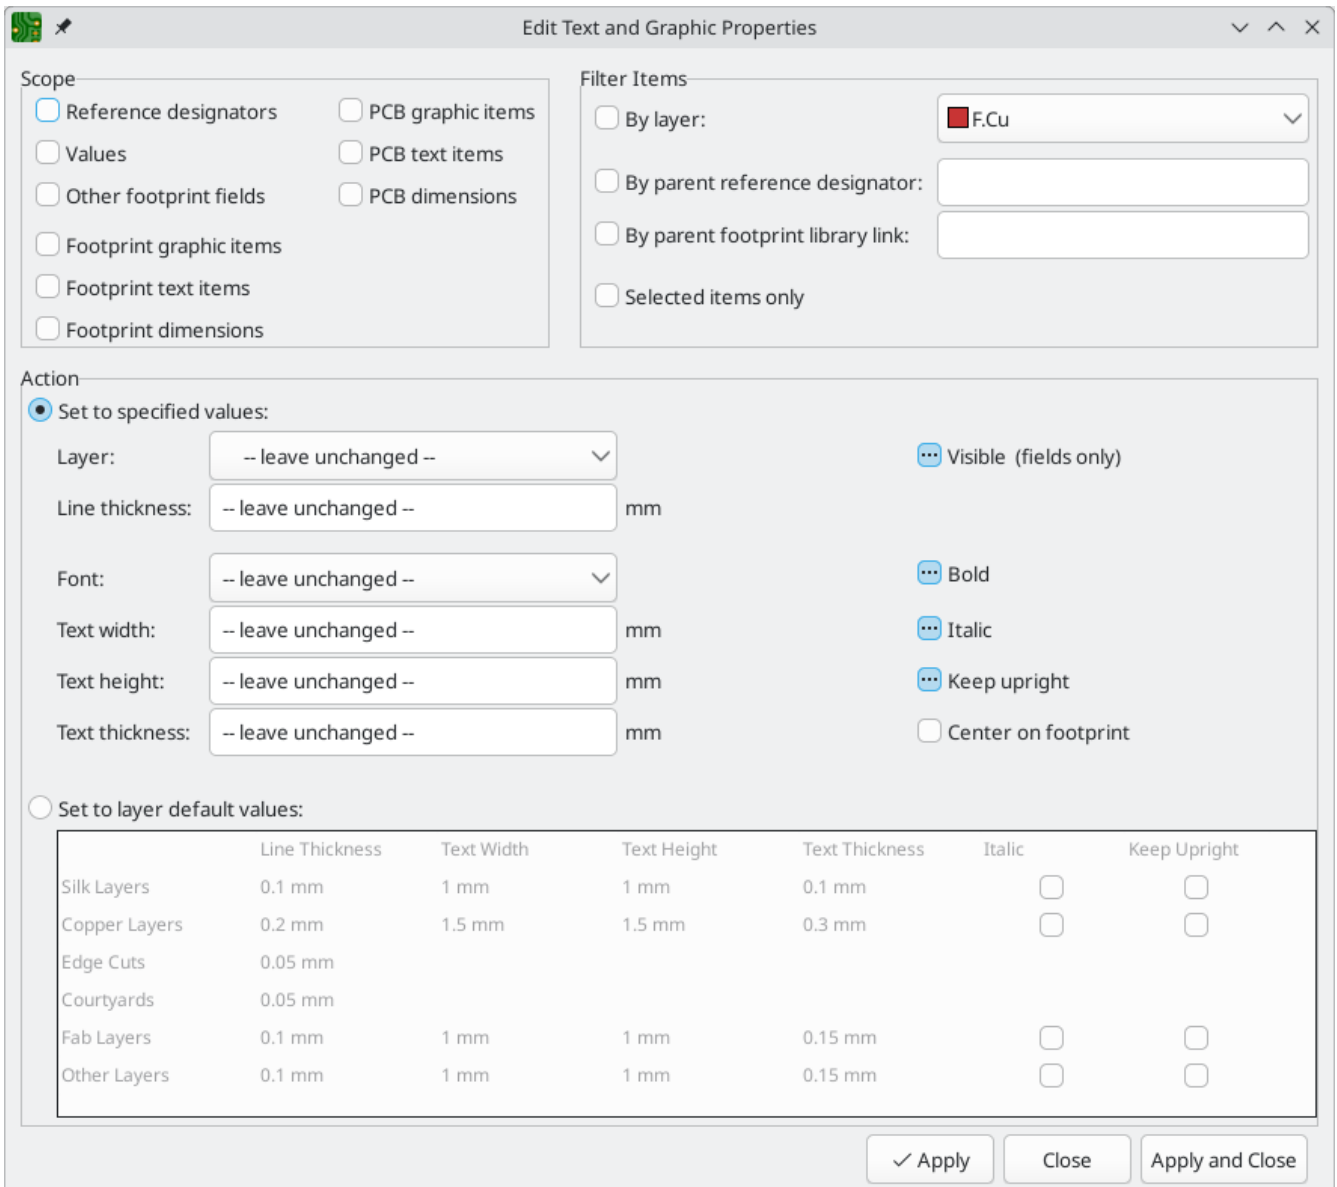 Edit Text and Graphic Properties
Scope
Reference designators
PCB graphic items
Values
PCB text items
Other footprint fields
PCB dimensions
Footprint graphic items
Footprint text items
Footprint dimensions
Filter Items
By layer:
F.Cu
By parent reference designator:
By parent footprint library link:
Selected items only
Action
Set to specified values:
Layer: -- leave unchanged --
Visible (fields only)
Line thickness: -- leave unchanged -- mm
Font: -- leave unchanged --
Bold
Text width: -- leave unchanged -- mm
Italic
Text height: -- leave unchanged -- mm
Keep upright
Text thickness: -- leave unchanged -- mm
Center on footprint
Set to layer default values:
Line Thickness Text Width Text Height Text Thickness Italic Keep Upright
Silk Layers 0.1 mm 1 mm 1 mm 0.1 mm
Copper Layers 0.2 mm 1.5 mm 1.5 mm 0.3 mm
Edge Cuts 0.05 mm
Courtyards 0.05 mm
Fab Layers 0.1 mm 1 mm 1 mm 0.15 mm
Other Layers 0.1 mm 1 mm 1 mm 0.15 mm
Apply
Close
Apply and Close